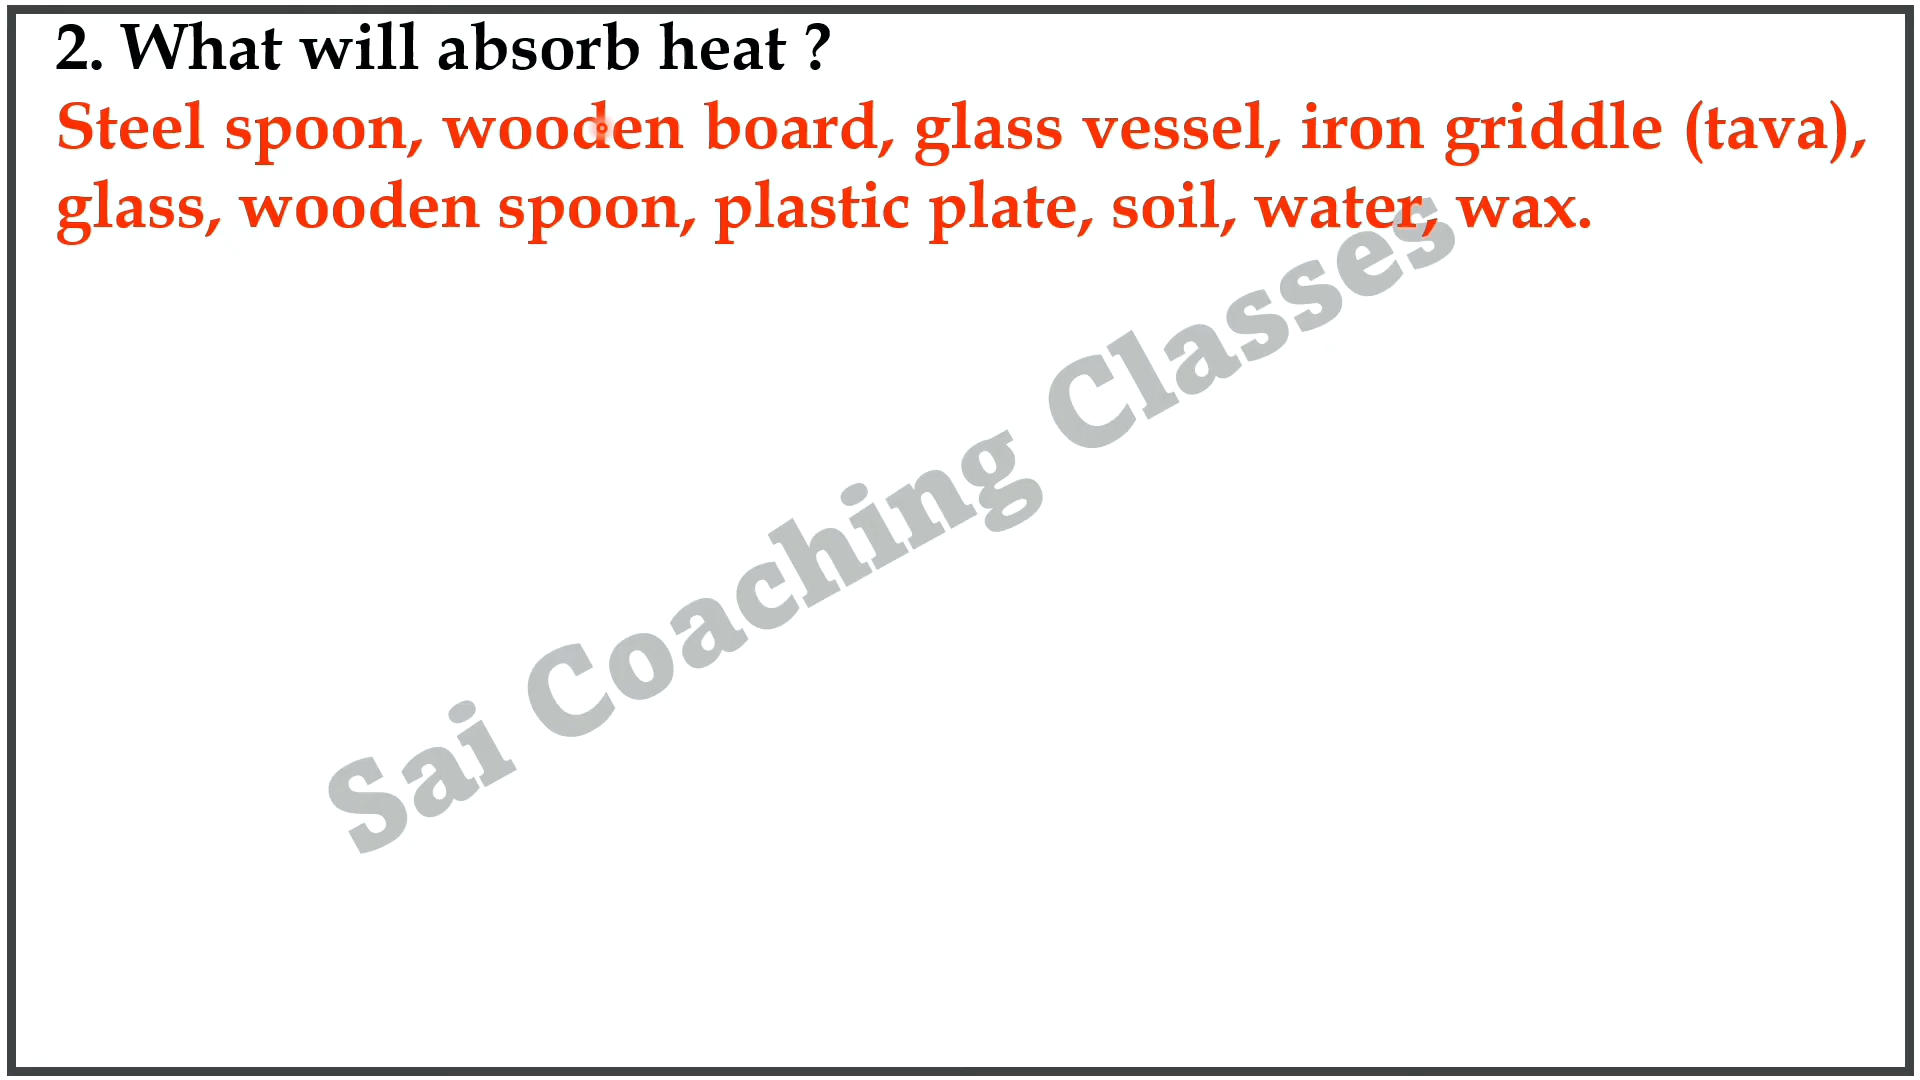 2. What will absorb heat ?
Steel spoon, wooden board, glass vessel, iron griddle (tava),
glass, wooden spoon, plastic plate, soil, water, wax.
Sai Coaching Classes